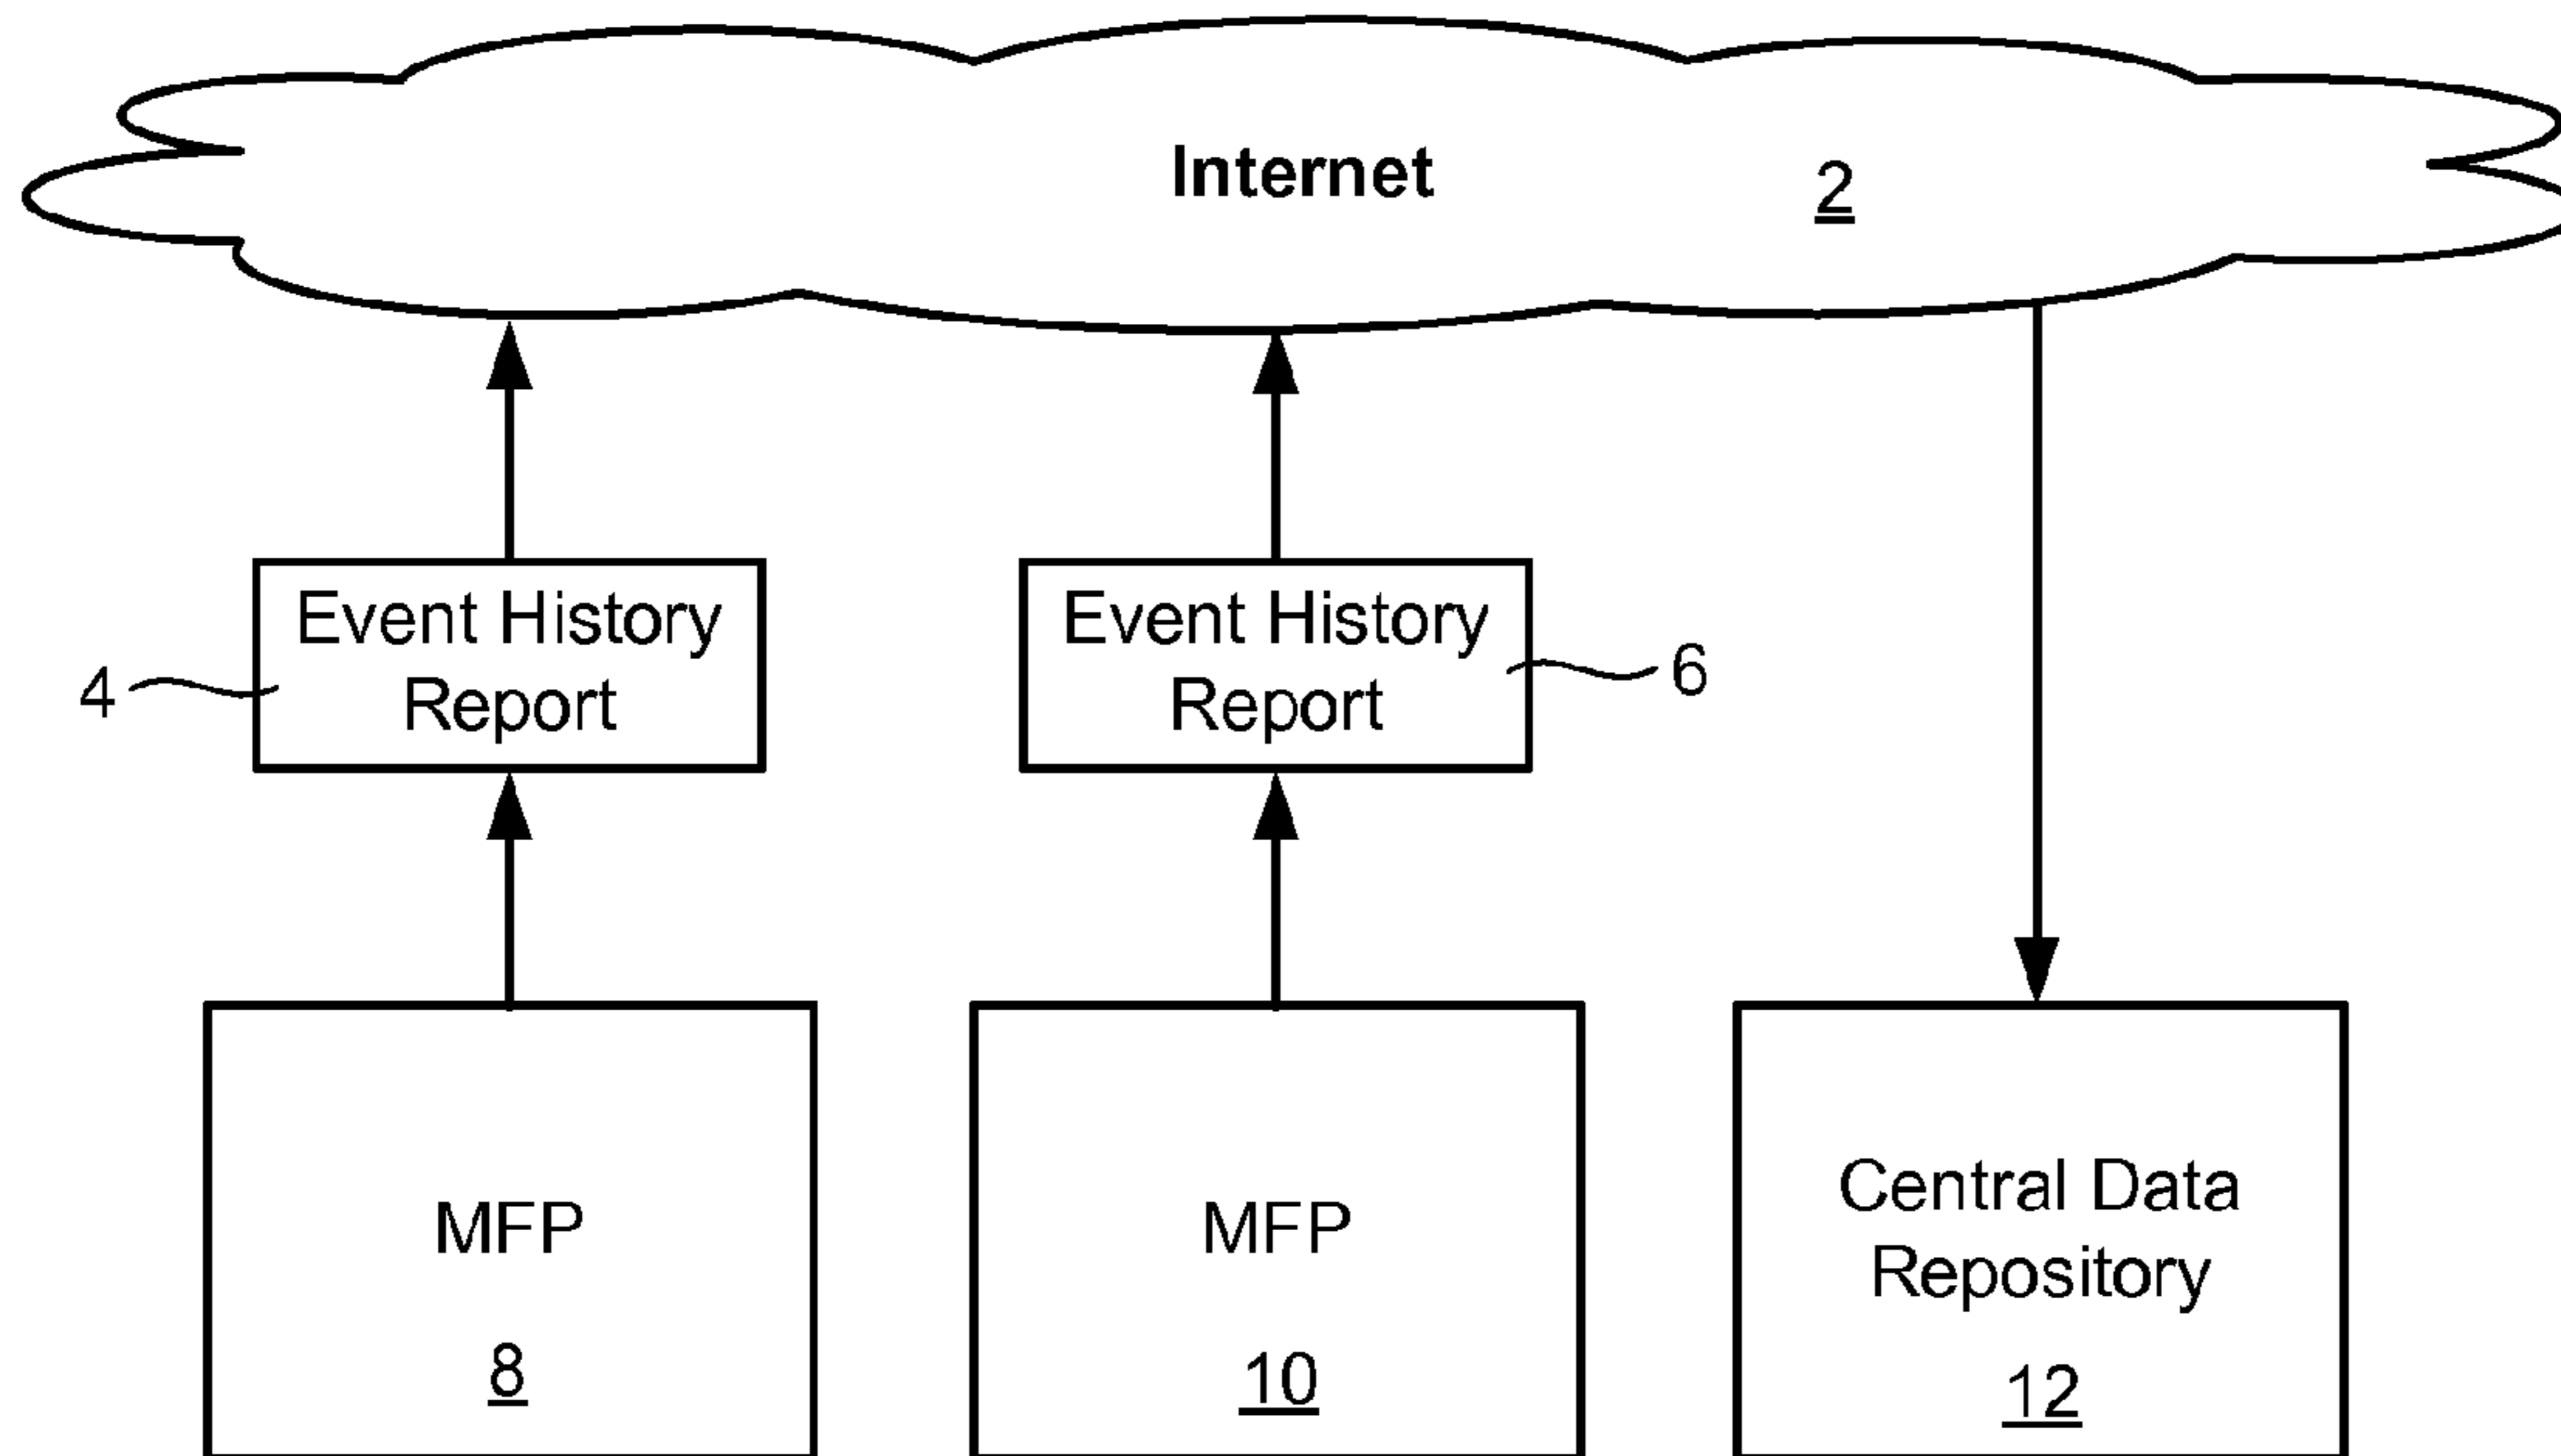 Internet
2
Event History
Report
4
Event History
Report
6
MFP
8
MFP
10
Central Data
Repository
12